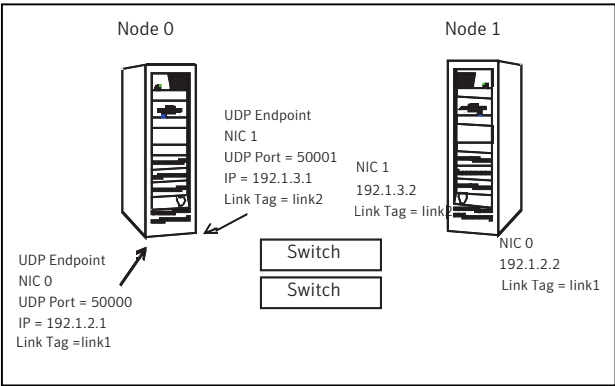 Node 0
Node 1
UDP Endpoint
NIC 1
UDP Port = 50001
IP = 192.1.3.1
Link Tag = link2
NIC 1
192.1.3.2
Link Tag = link2
Switch
Switch
NIC 0
192.1.2.2
Link Tag = link1
UDP Endpoint
NIC 0
UDP Port = 50000
IP = 192.1.2.1
Link Tag =link1